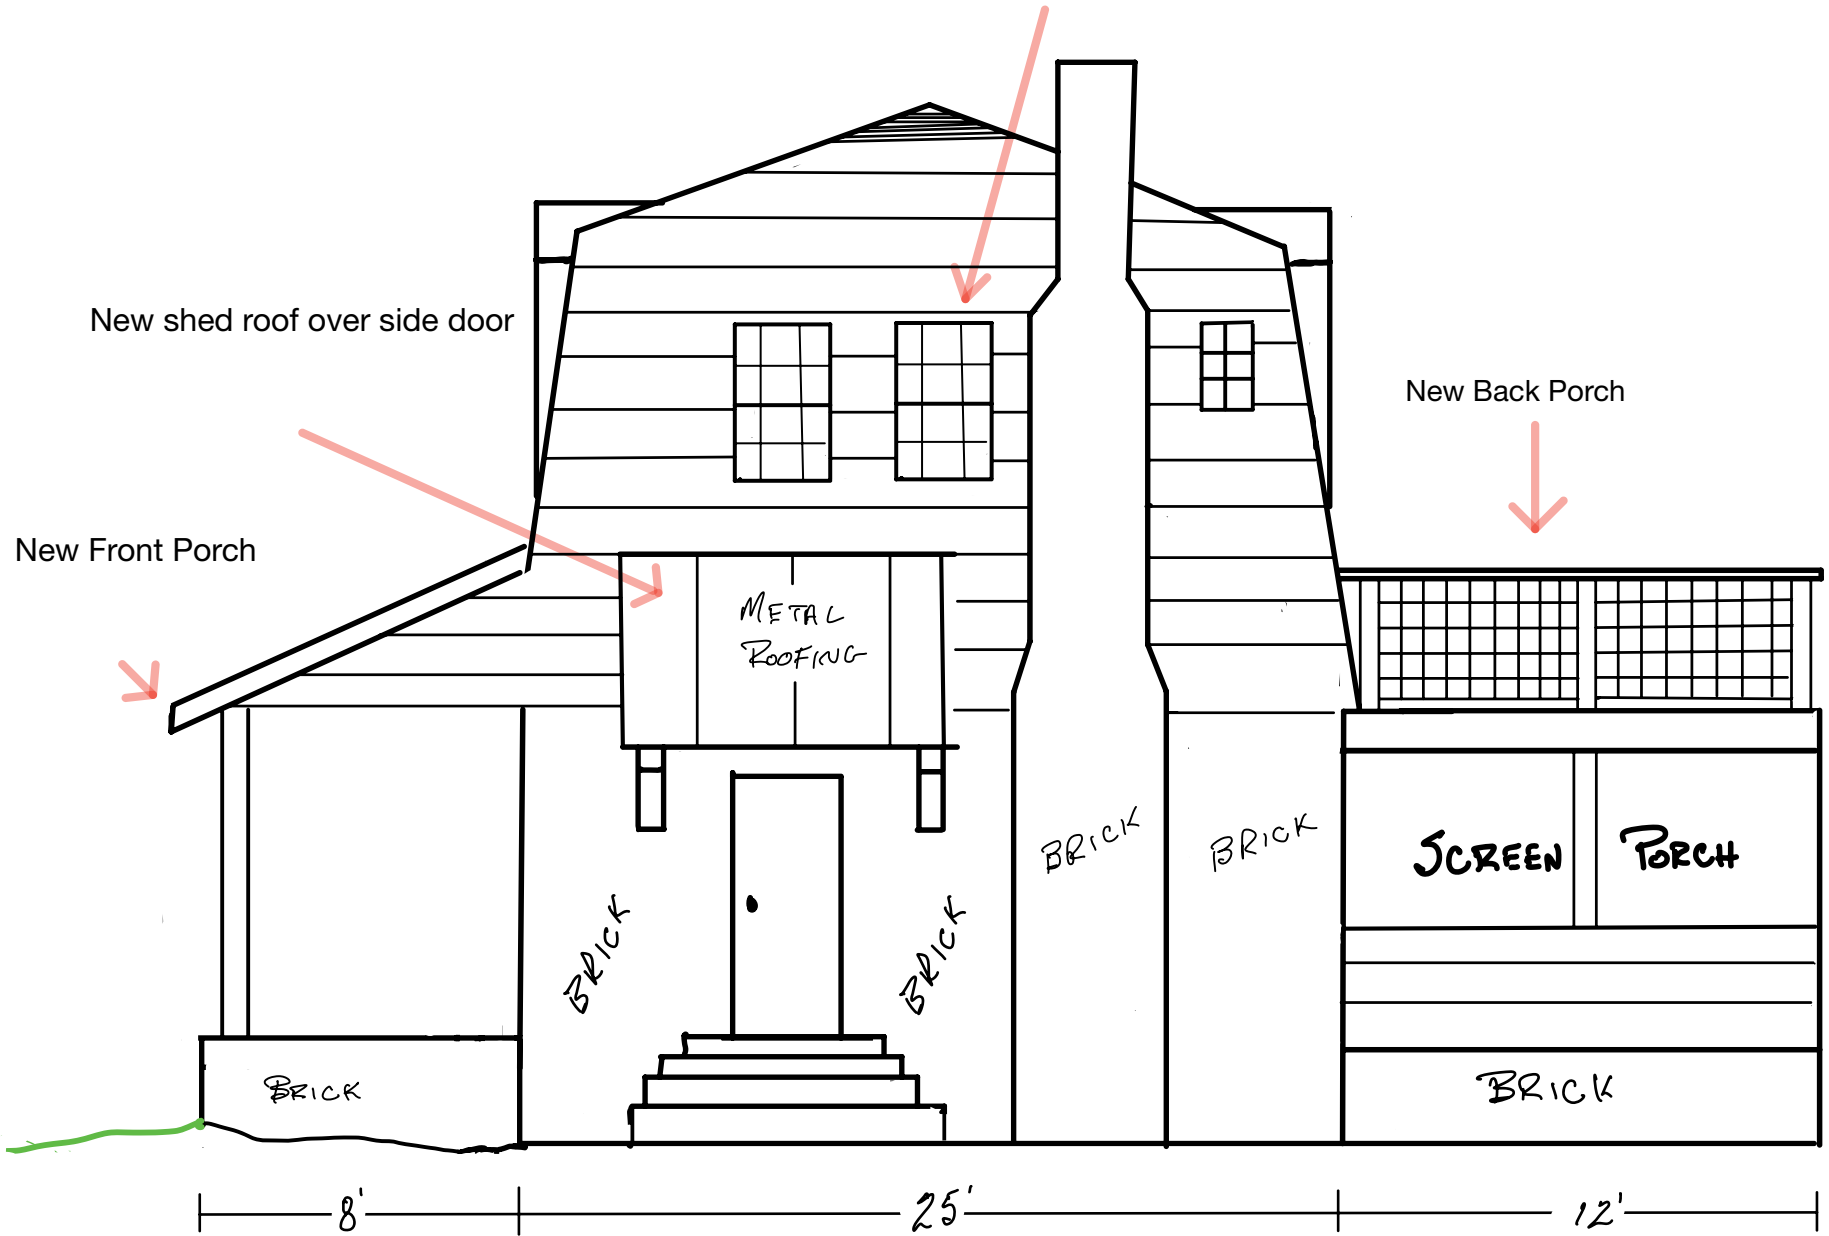 New shed roof over side door
New Back Porch
New Front Porch
METAL
ROOFING
BRICK
BRICK
SCREEN PORCH
BRICK
BRICK
BRICK
BRICK
8'
25'
12'